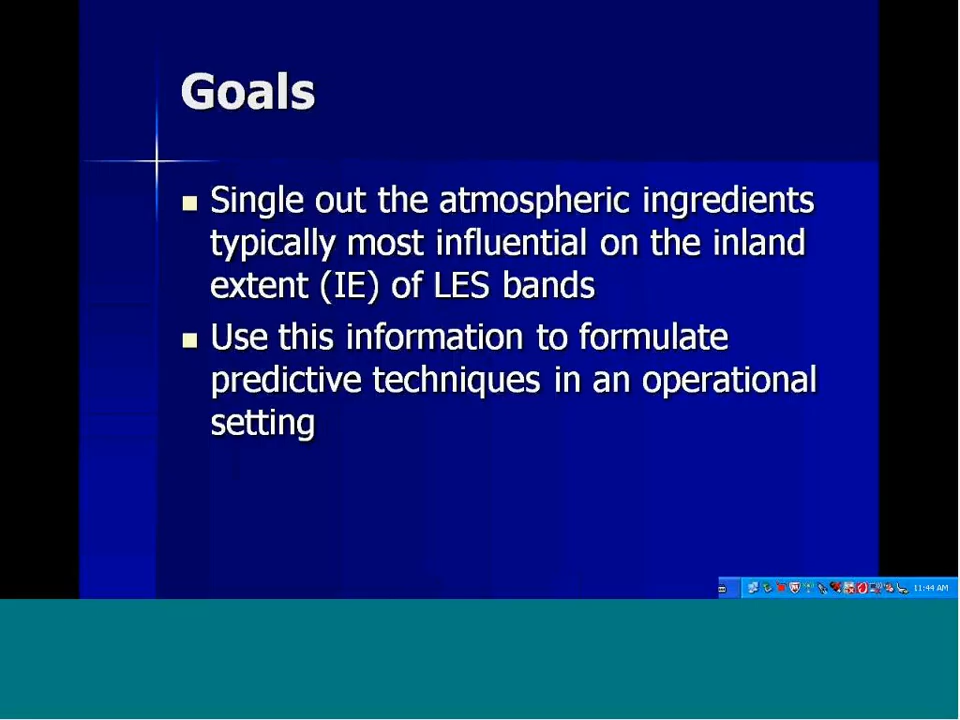 Goals
Single out the atmospheric ingredients
typically most influential on the inland
extent (IE) of LES bands
Use this information to formulate
predictive techniques in an operational
setting
11:44 AM